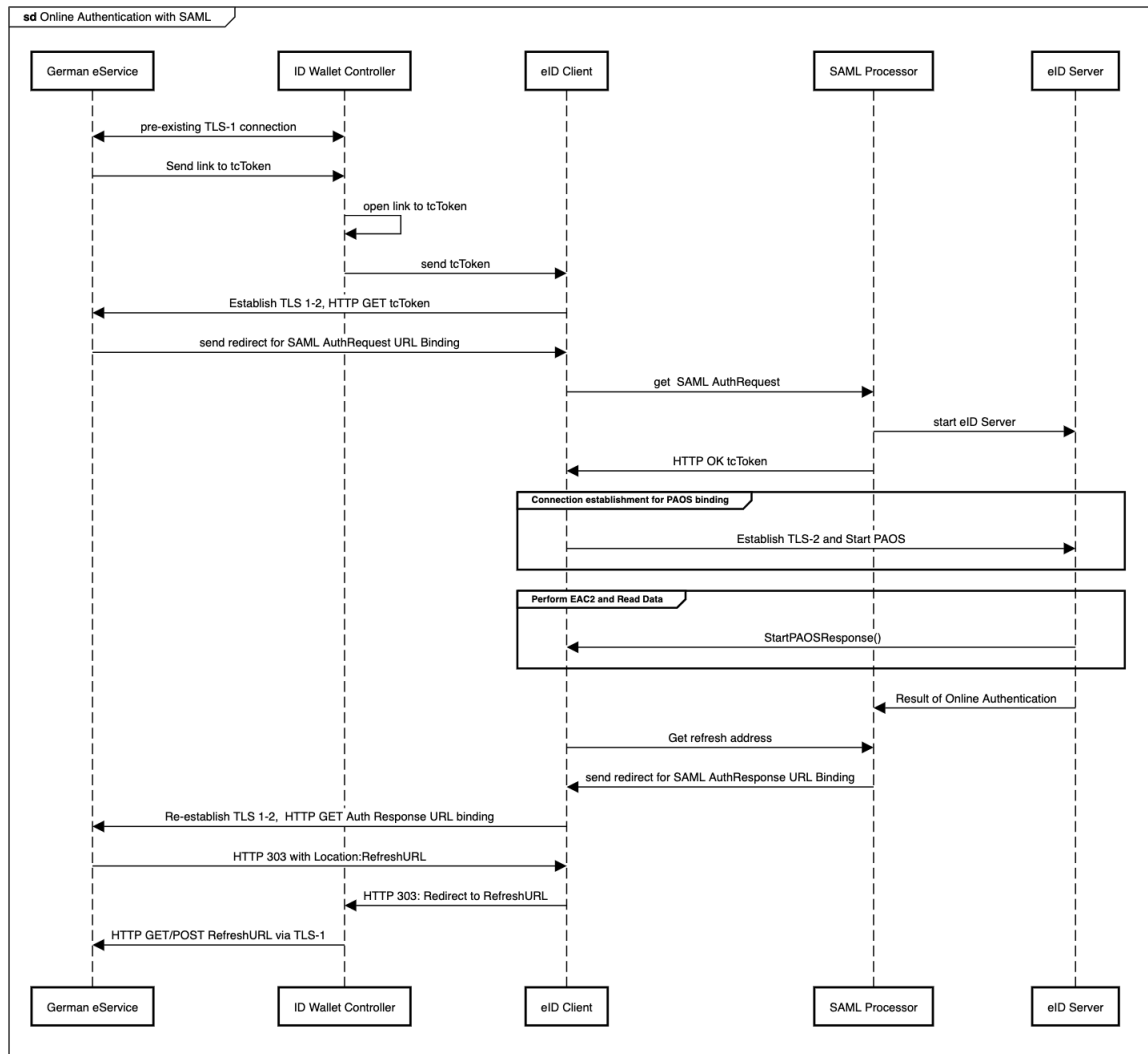 sd Online Authentication with SAML
German eService
ID Wallet Controller
eID Client
SAML Processor
eID Server
pre-existing TLS-1 connection
Send link to tcToken
open link to tcToken
send tcToken
Establish TLS 1-2, HTTP GET tcToken
send redirect for SAML AuthRequest URL Binding
get SAML AuthRequest
start eID Server
HTTP OK tcToken
Connection establishment for PAOS binding
Establish TLS-2 and Start PAOS
Perform EAC2 and Read Data
StartPAOSResponse()
Result of Online Authentication
Get refresh address
send redirect for SAML AuthResponse URL Binding
Re-establish TLS 1-2, HTTP GET Auth Response URL binding
HTTP 303 with Location:RefreshURL
HTTP 303: Redirect to RefreshURL
HTTP GET/POST RefreshURL via TLS-1
German eService
ID Wallet Controller
eID Client
SAML Processor
eID Server